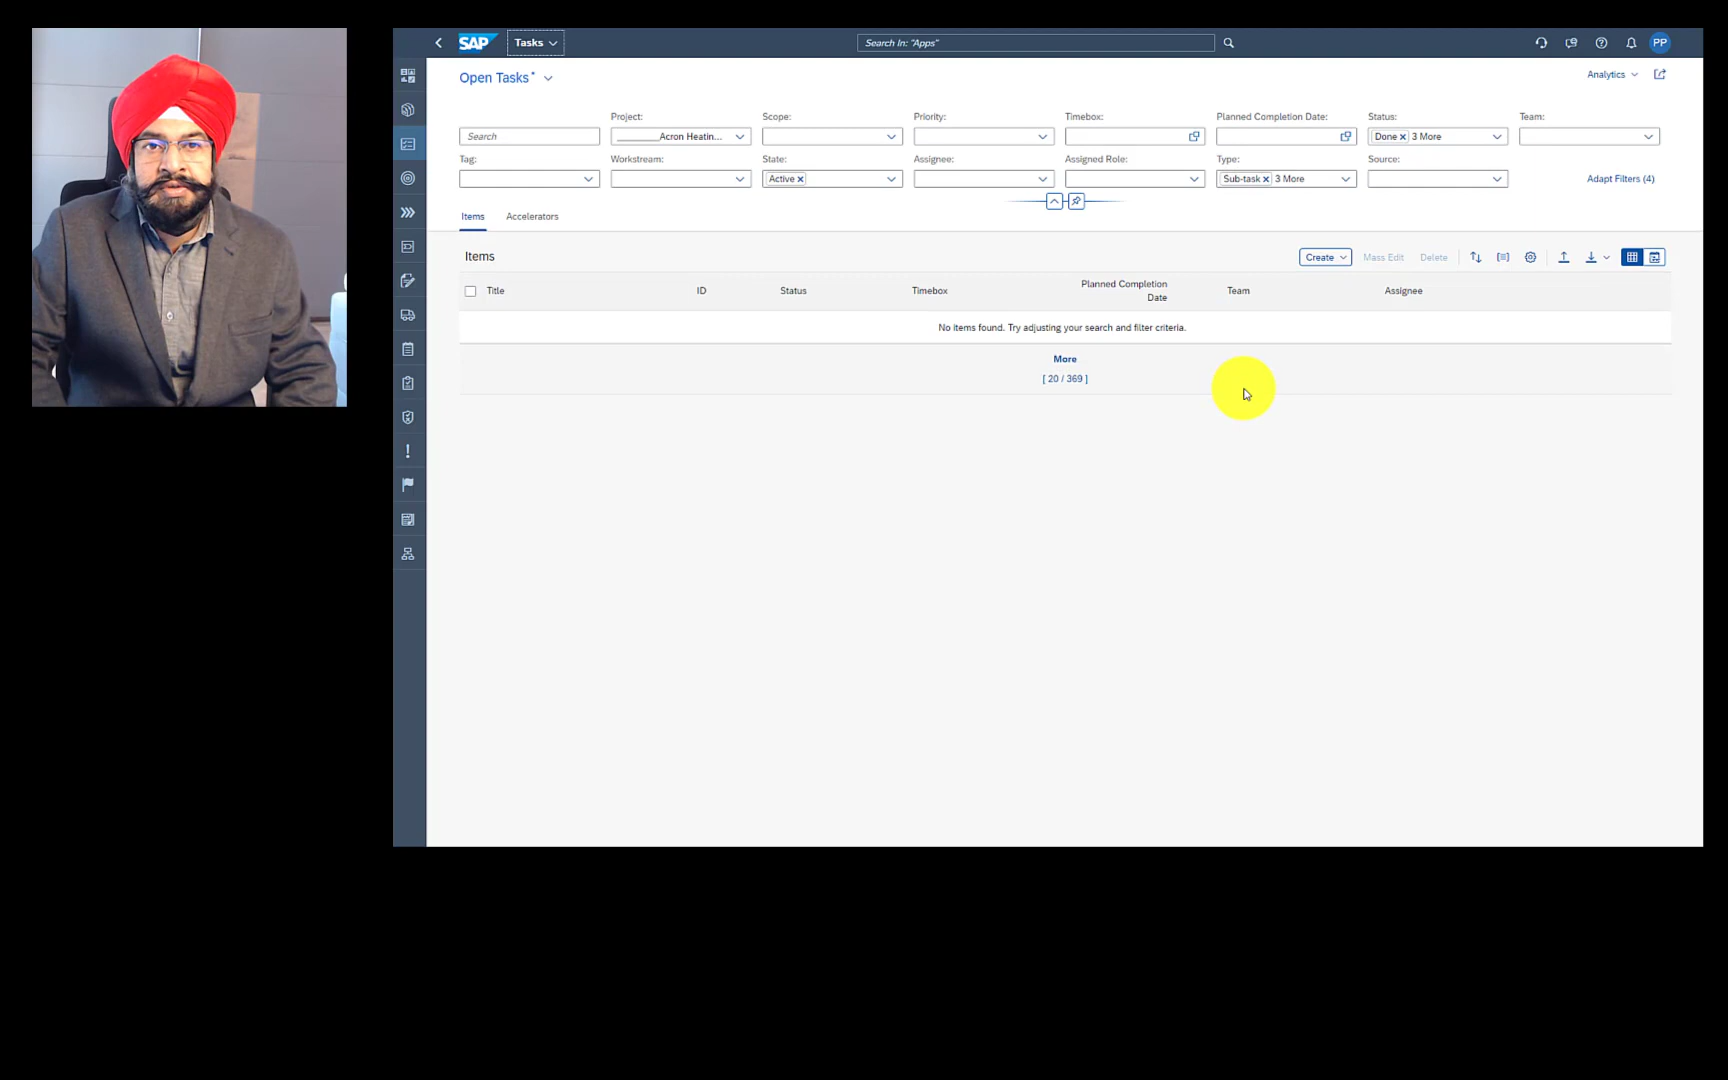 SAP Tasks Search In: "Apps" PP
Open Tasks* Analytics
Project: Scope: Priority: Timebox: Planned Completion Date: Status: Team:
Search ________Acron Heatin... Done 3 More
Tag: Workstream: State: Assignee: Assigned Role: Type: Source:
Active Sub-task 3 More Adapt Filters (4)
Items Accelerators
Items Create Mass Edit Delete
Title ID Status Timebox Planned Completion Date Team Assignee
No items found. Try adjusting your search and filter criteria.
More
[ 20 / 369 ]